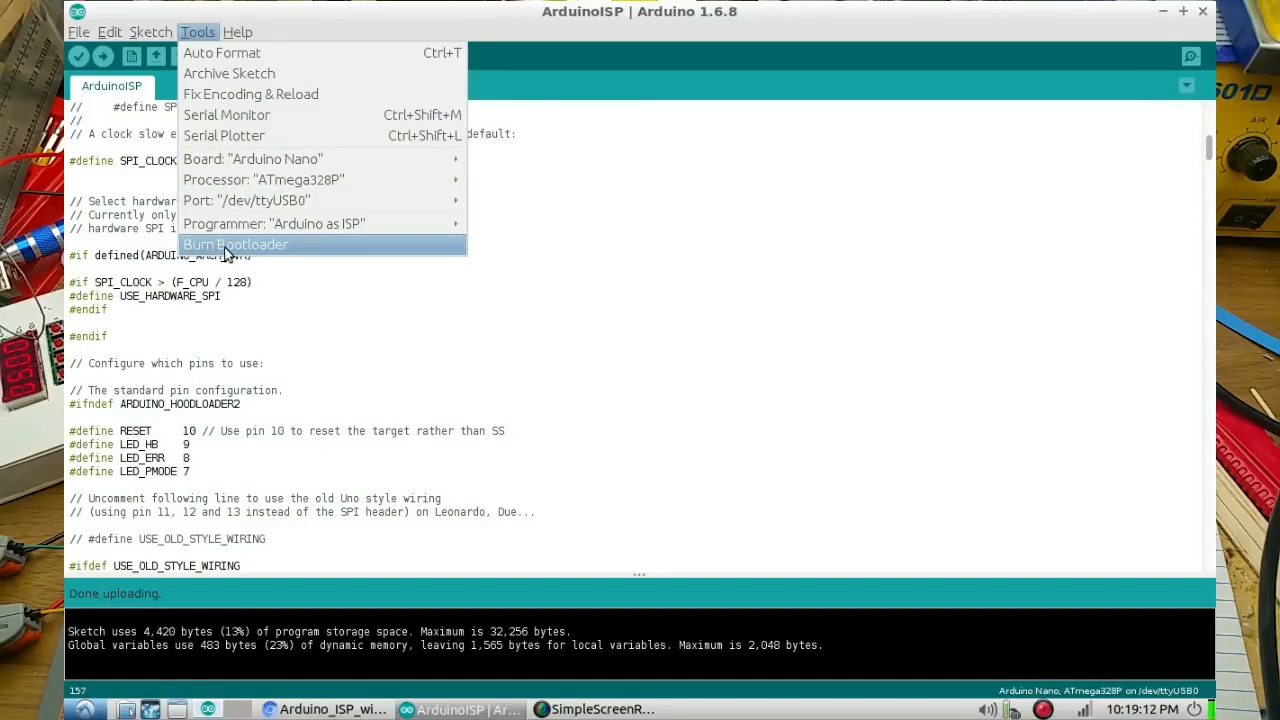 ArduinoISP | Arduino 1.6.8
File Edit Sketch Tools Help
Auto Format Ctrl+T
Archive Sketch
Fix Encoding & Reload
Serial Monitor Ctrl+Shift+M
Serial Plotter Ctrl+Shift+L
Board: "Arduino Nano"
Processor: "ATmega328P"
Port: "/dev/ttyUSB0"
Programmer: "Arduino as ISP"
Burn Bootloader
ArduinoISP
// #define SP
//
// A clock slow e default:
#define SPI_CLOCK
// Select hardwar
// Currently only
// hardware SPI i
#if defined(ARDUINO_ARCH_AVR)
#if SPI_CLOCK > (F_CPU / 128)
#define USE_HARDWARE_SPI
#endif
#endif
// Configure which pins to use:
// The standard pin configuration.
#ifndef ARDUINO_HOODLOADER2
#define RESET 10 // Use pin 10 to reset the target rather than SS
#define LED_HB 9
#define LED_ERR 8
#define LED_PMODE 7
// Uncomment following line to use the old Uno style wiring
// (using pin 11, 12 and 13 instead of the SPI header) on Leonardo, Due...
// #define USE_OLD_STYLE_WIRING
#ifdef USE_OLD_STYLE_WIRING
Done uploading.
Sketch uses 4,420 bytes (13%) of program storage space. Maximum is 32,256 bytes.
Global variables use 483 bytes (23%) of dynamic memory, leaving 1,565 bytes for local variables. Maximum is 2,048 bytes.
157 Arduino Nano, ATmega328P on /dev/ttyUSB0
Arduino_ISP_wi... ArduinoISP | Ar... SimpleScreenR... 10:19:12 PM
601D
AIR